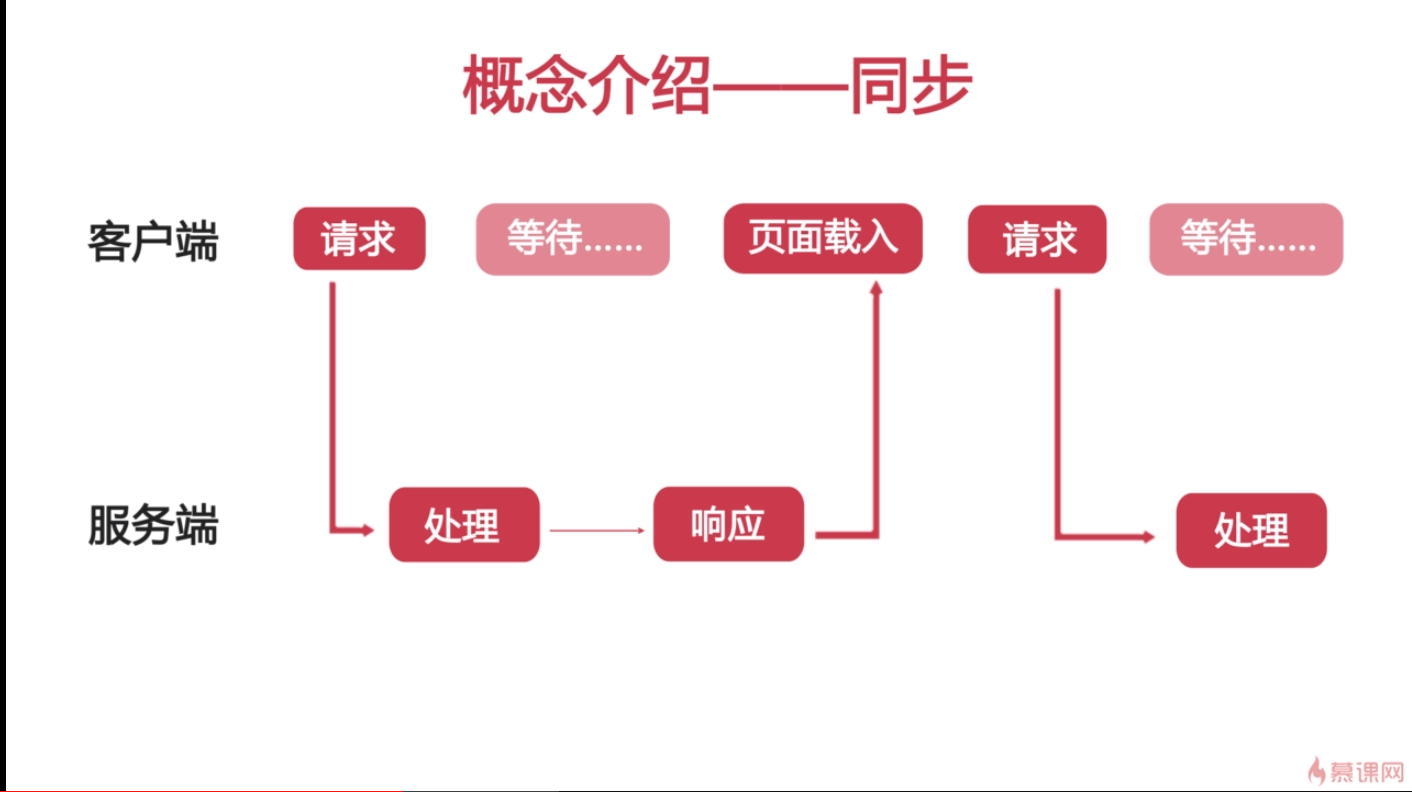 概念介绍——同步
客户端 请求 等待…… 页面载入 请求 等待……
服务端 处理 响应 处理
慕课网